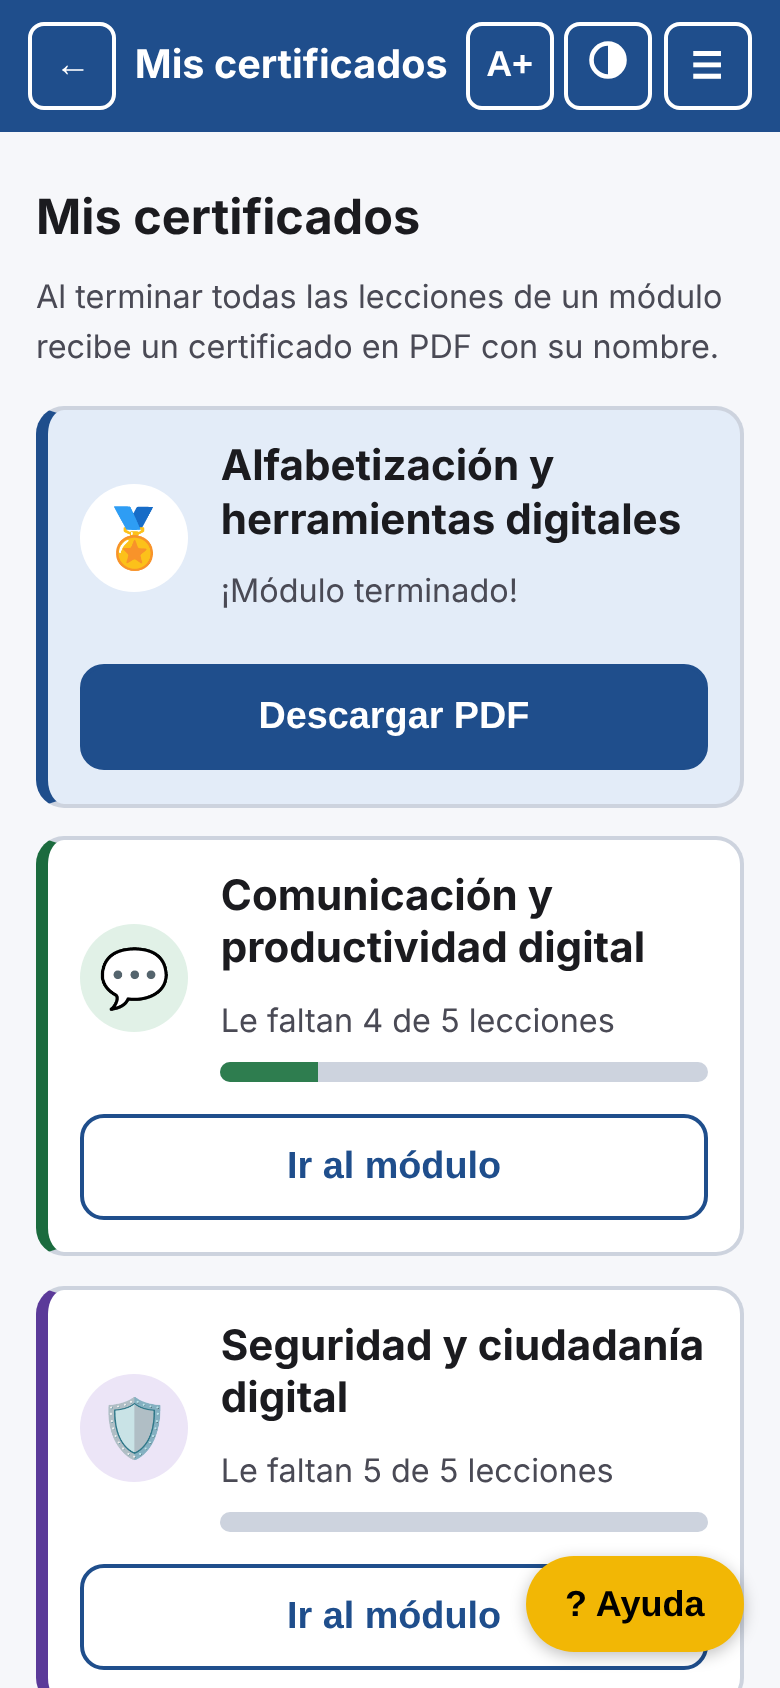 ← Mis certificados A+ ☰
Mis certificados
Al terminar todas las lecciones de un módulo
recibe un certificado en PDF con su nombre.
Alfabetización y
herramientas digitales
¡Módulo terminado!
Descargar PDF
Comunicación y
productividad digital
Le faltan 4 de 5 lecciones
Ir al módulo
Seguridad y ciudadanía
digital
Le faltan 5 de 5 lecciones
Ir al módulo
? Ayuda